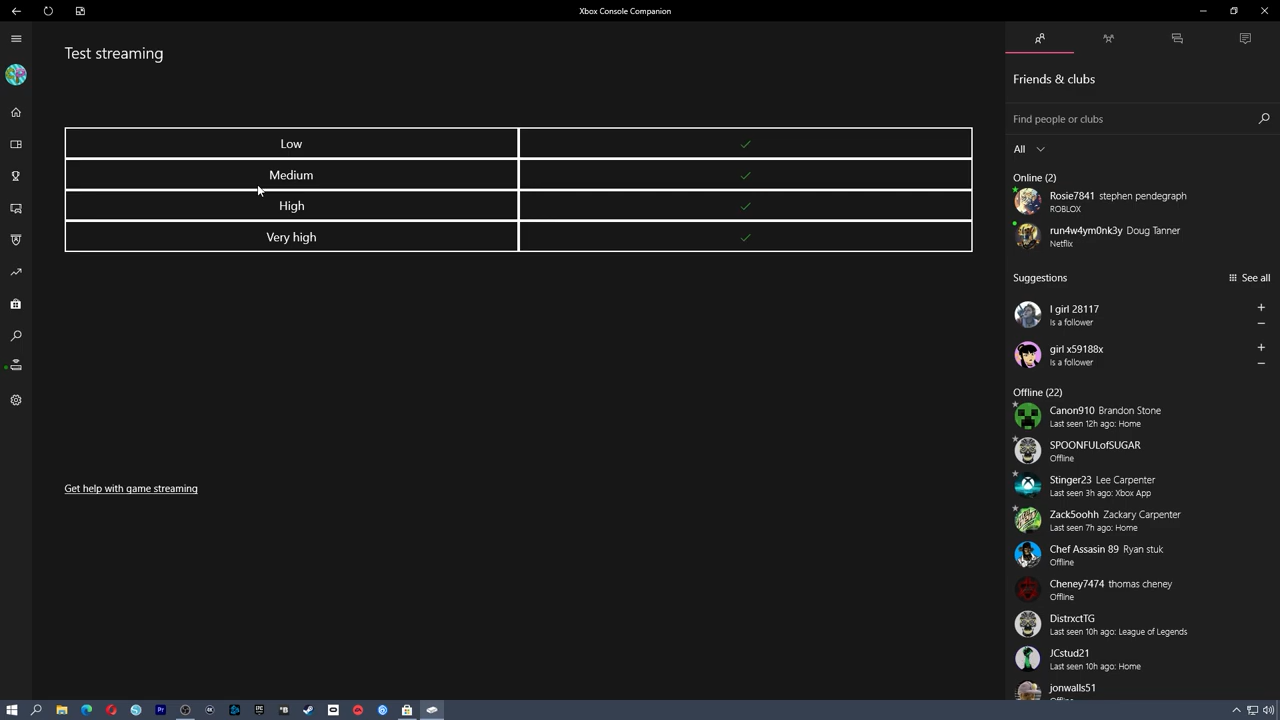 Xbox Console Companion
Test streaming
Low
Medium
High
Very high
Get help with game streaming
Friends & clubs
Find people or clubs
All
Online (2)
Rosie7841 stephen pendegraph
ROBLOX
run4w4ym0nk3y Doug Tanner
Netflix
Suggestions
See all
I girl 28117
Is a follower
girl x59188x
Is a follower
Offline (22)
Canon910 Brandon Stone
Last seen 12h ago: Home
SPOONFULofSUGAR
Offline
Stinger23 Lee Carpenter
Last seen 3h ago: Xbox App
Zack5oohh Zackary Carpenter
Last seen 7h ago: Home
Chef Assasin 89 Ryan stuk
Offline
Cheney7474 thomas cheney
Offline
DistrxctTG
Last seen 10h ago: League of Legends
JCstud21
Last seen 10h ago: Home
jonwalls51